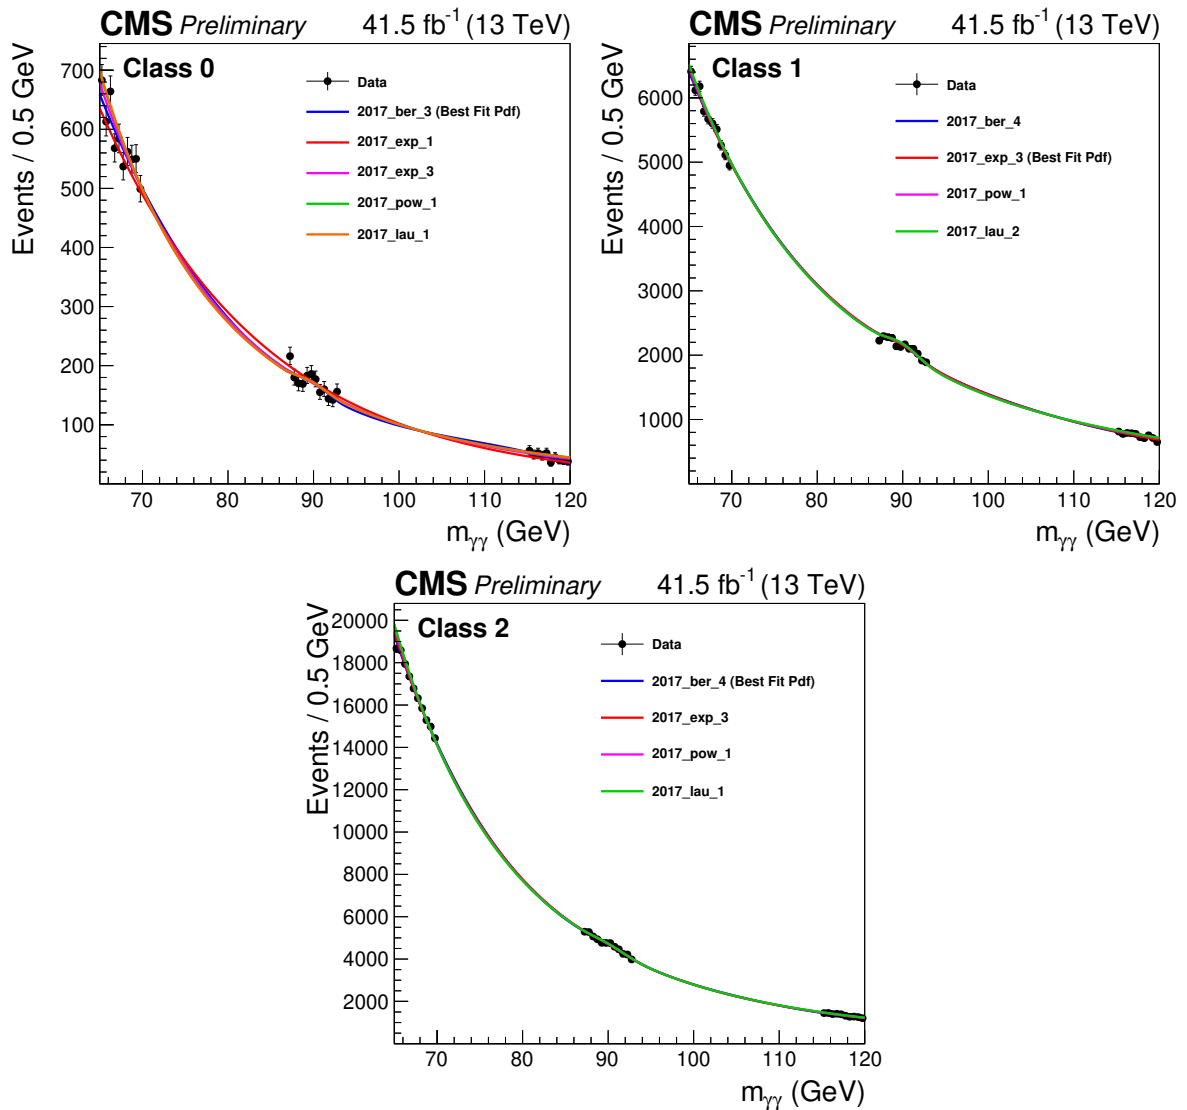 CMS Preliminary 41.5 fb⁻¹ (13 TeV)
Class 0
Events / 0.5 GeV
700
600
500
400
300
200
100
Data
2017_ber_3 (Best Fit Pdf)
2017_exp_1
2017_exp_3
2017_pow_1
2017_lau_1
70 80 90 100 110 120
mγγ (GeV)
CMS Preliminary 41.5 fb⁻¹ (13 TeV)
Class 1
Events / 0.5 GeV
6000
5000
4000
3000
2000
1000
Data
2017_ber_4
2017_exp_3 (Best Fit Pdf)
2017_pow_1
2017_lau_2
70 80 90 100 110 120
mγγ (GeV)
CMS Preliminary 41.5 fb⁻¹ (13 TeV)
Class 2
Events / 0.5 GeV
20000
18000
16000
14000
12000
10000
8000
6000
4000
2000
Data
2017_ber_4 (Best Fit Pdf)
2017_exp_3
2017_pow_1
2017_lau_1
70 80 90 100 110 120
mγγ (GeV)